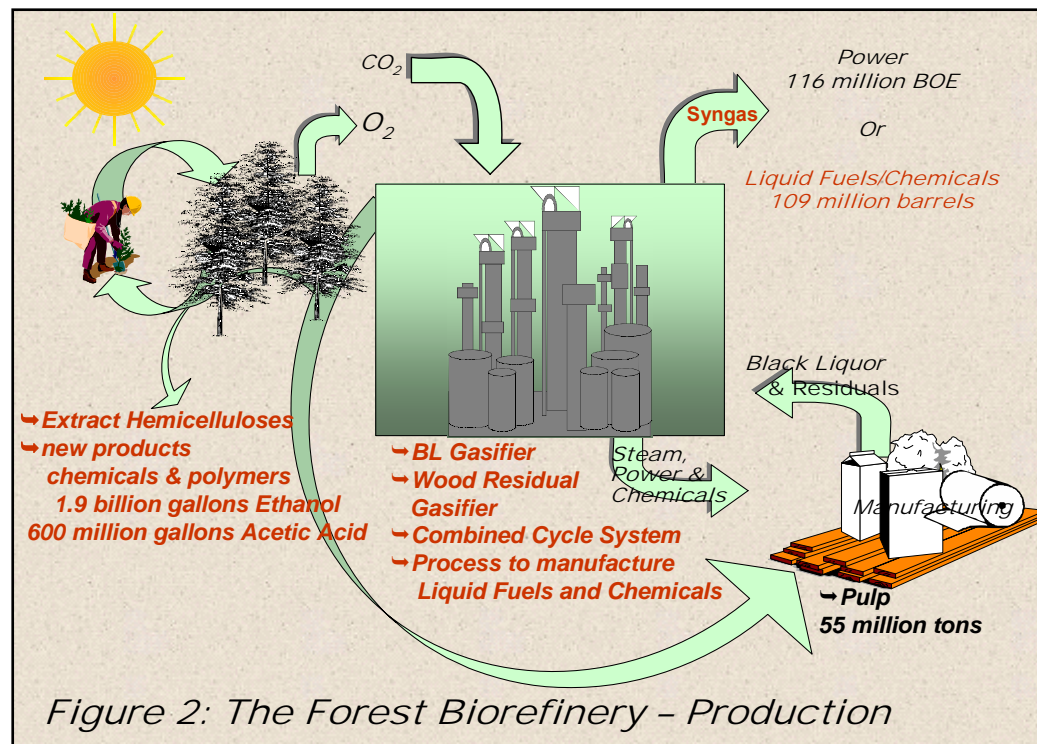 CO₂
O₂
Syngas
Power
116 million BOE
Or
Liquid Fuels/Chemicals
109 million barrels
Black Liquor
& Residuals
➥Extract Hemicelluloses
➥new products
chemicals & polymers
1.9 billion gallons Ethanol
600 million gallons Acetic Acid
➥BL Gasifier
➥Wood Residual
Gasifier
➥Combined Cycle System
➥Process to manufacture
Liquid Fuels and Chemicals
Steam,
Power &
Chemicals
Manufacturing
➥Pulp
55 million tons
Figure 2: The Forest Biorefinery – Production